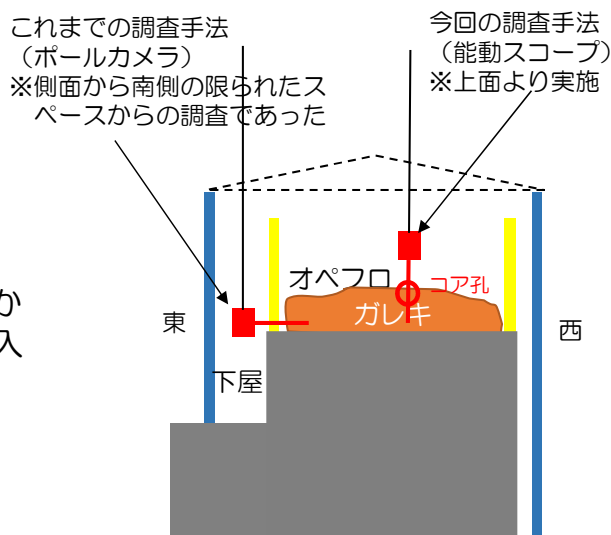 これまでの調査手法
（ポールカメラ）
※側面から南側の限られたス
ペースからの調査であった
今回の調査手法
（能動スコープ）
※上面より実施
オペフロ
コア孔
ガレキ
か
入
東
西
下屋